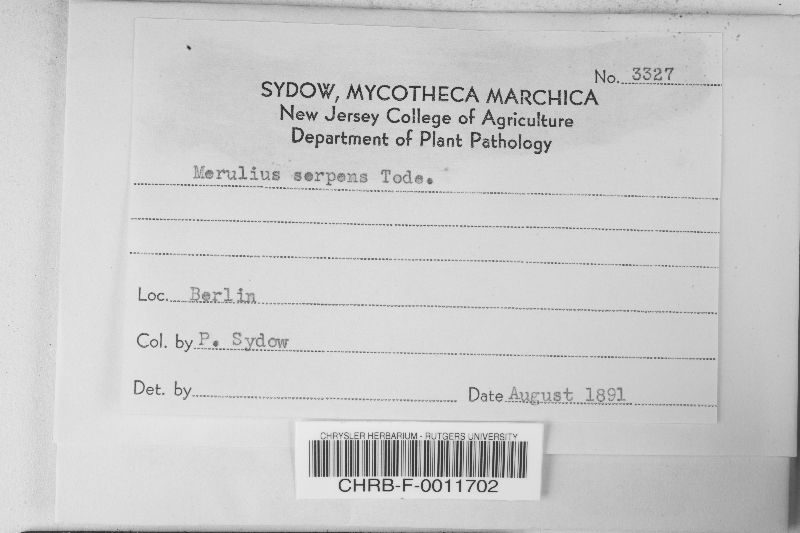 No. 3327
SYDOW, MYCOTHECA MARCHICA
New Jersey College of Agriculture
Department of Plant Pathology
Merulius serpens Tode.
Loc. Berlin
Col. by P. Sydow
Det. by
Date August 1891
CHRYSLER HERBARIUM - RUTGERS UNIVERSITY
CHRB-F-0011702